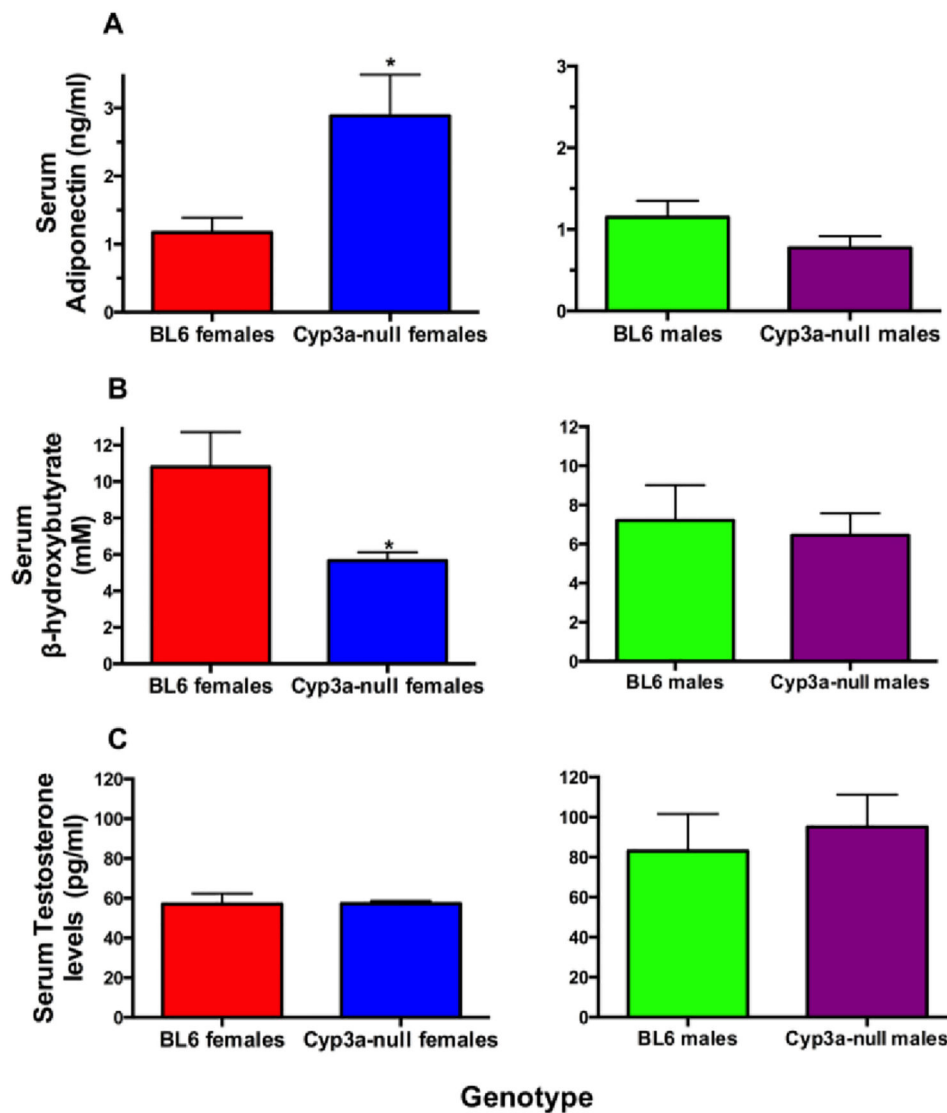 A
Serum
Adiponectin (ng/ml)
3
2
1
0
*
BL6 females
Cyp3a-null females
3
2
1
0
BL6 males
Cyp3a-null males
B
Serum
β-hydroxybutyrate
(mM)
12
10
8
6
4
2
0
*
BL6 females
Cyp3a-null females
12
10
8
6
4
2
0
BL6 males
Cyp3a-null males
C
Serum Testosterone
levels (pg/ml)
120
100
80
60
40
20
0
BL6 females
Cyp3a-null females
120
100
80
60
40
20
0
BL6 males
Cyp3a-null males
Genotype